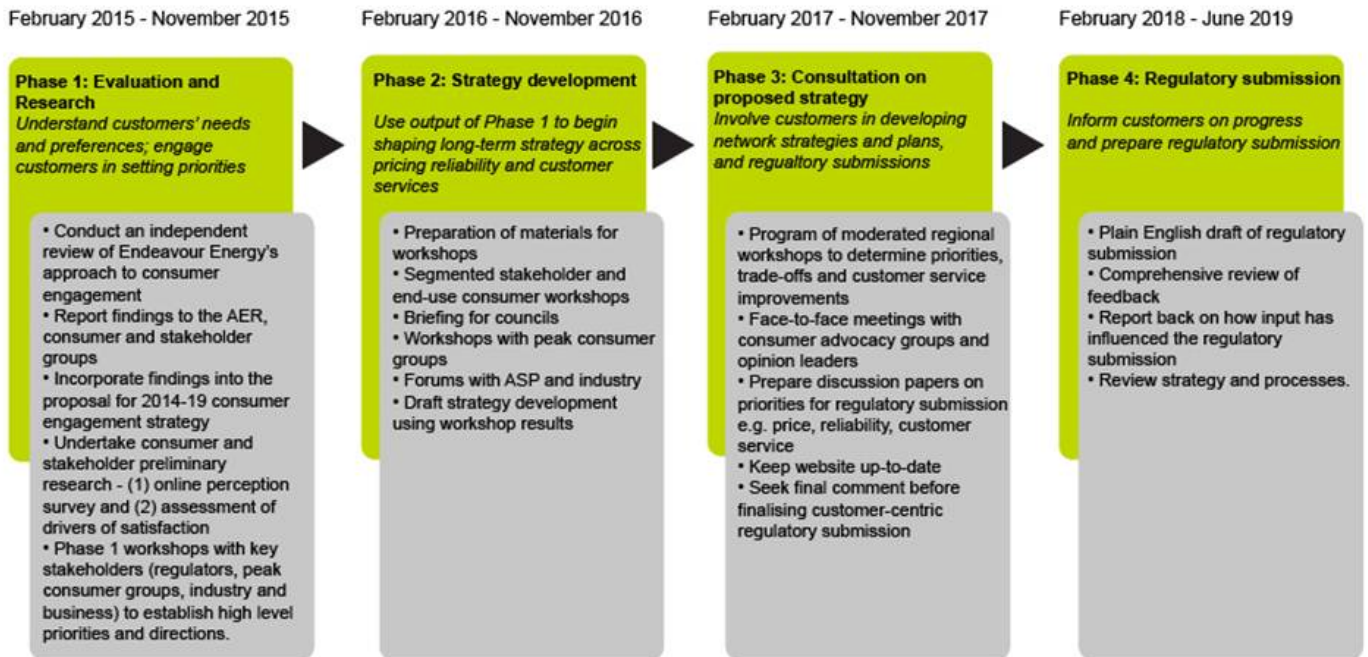 February 2015 - November 2015
Phase 1: Evaluation and
Research
Understand customers' needs
and preferences; engage
customers in setting priorities
• Conduct an independent
review of Endeavour Energy's
approach to consumer
engagement
• Report findings to the AER,
consumer and stakeholder
groups
• Incorporate findings into the
proposal for 2014-19 consumer
engagement strategy
• Undertake consumer and
stakeholder preliminary
research - (1) online perception
survey and (2) assessment of
drivers of satisfaction
• Phase 1 workshops with key
stakeholders (regulators, peak
consumer groups, industry and
business) to establish high level
priorities and directions.
February 2016 - November 2016
Phase 2: Strategy development
Use output of Phase 1 to begin
shaping long-term strategy across
pricing reliability and customer
services
• Preparation of materials for
workshops
• Segmented stakeholder and
end-use consumer workshops
• Briefing for councils
• Workshops with peak consumer
groups
• Forums with ASP and industry
• Draft strategy development
using workshop results
February 2017 - November 2017
Phase 3: Consultation on
proposed strategy
Involve customers in developing
network strategies and plans,
and regualtory submissions
• Program of moderated regional
workshops to determine priorities,
trade-offs and customer service
improvements
• Face-to-face meetings with
consumer advocacy groups and
opinion leaders
• Prepare discussion papers on
priorities for regulatory submission
e.g. price, reliability, customer
service
• Keep website up-to-date
• Seek final comment before
finalising customer-centric
regulatory submission
February 2018 - June 2019
Phase 4: Regulatory submission
Inform customers on progress
and prepare regulatory submission
• Plain English draft of regulatory
submission
• Comprehensive review of
feedback
• Report back on how input has
influenced the regulatory
submission
• Review strategy and processes.